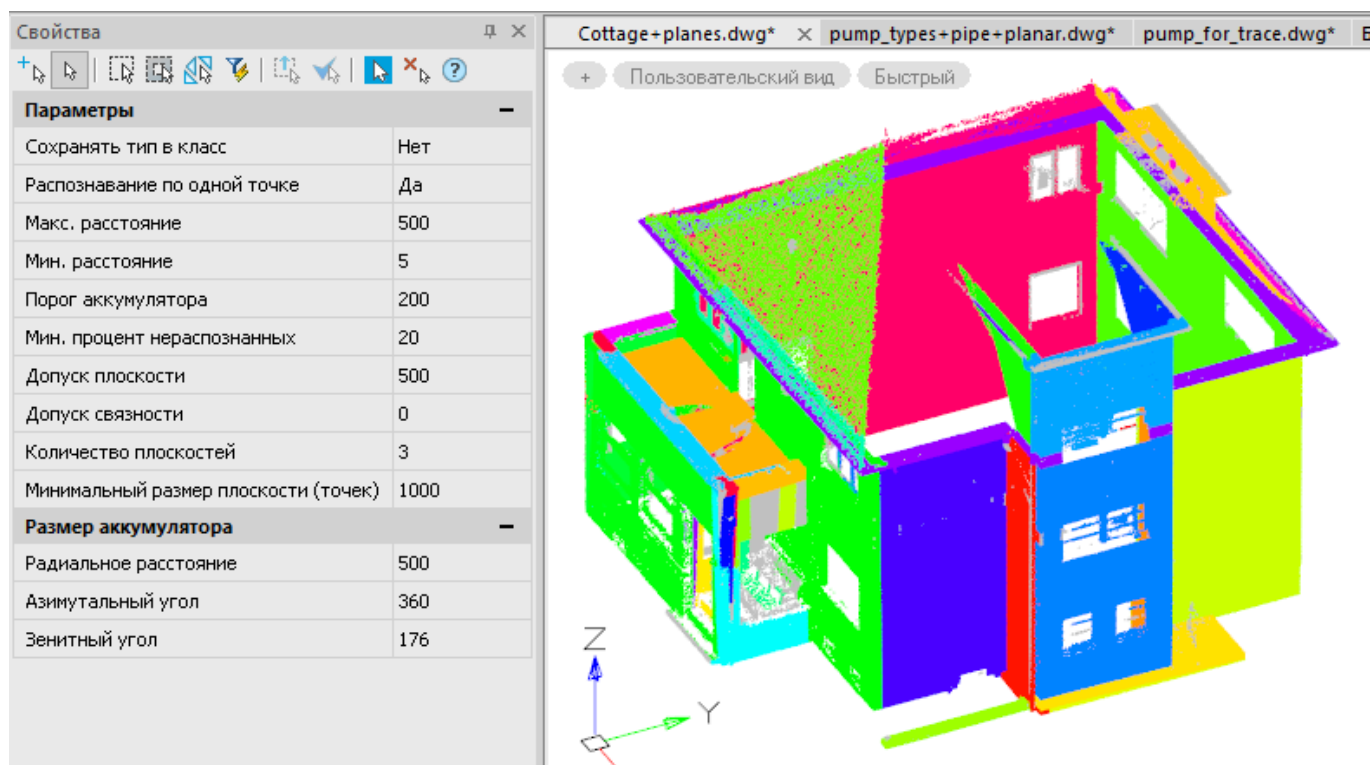 Свойства
Параметры
Сохранять тип в класс Нет
Распознавание по одной точке Да
Макс. расстояние 500
Мин. расстояние 5
Порог аккумулятора 200
Мин. процент нераспознанных 20
Допуск плоскости 500
Допуск связности 0
Количество плоскостей 3
Минимальный размер плоскости (точек) 1000
Размер аккумулятора
Радиальное расстояние 500
Азимутальный угол 360
Зенитный угол 176
Cottage+planes.dwg* pump_types+pipe+planar.dwg* pump_for_trace.dwg*
+ Пользовательский вид Быстрый
Z
Y